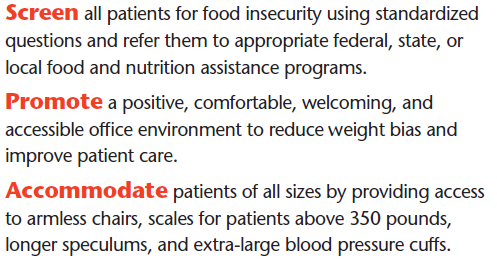 Screen all patients for food insecurity using standardized
questions and refer them to appropriate federal, state, or
local food and nutrition assistance programs.
Promote a positive, comfortable, welcoming, and
accessible office environment to reduce weight bias and
improve patient care.
Accommodate patients of all sizes by providing access
to armless chairs, scales for patients above 350 pounds,
longer speculums, and extra-large blood pressure cuffs.